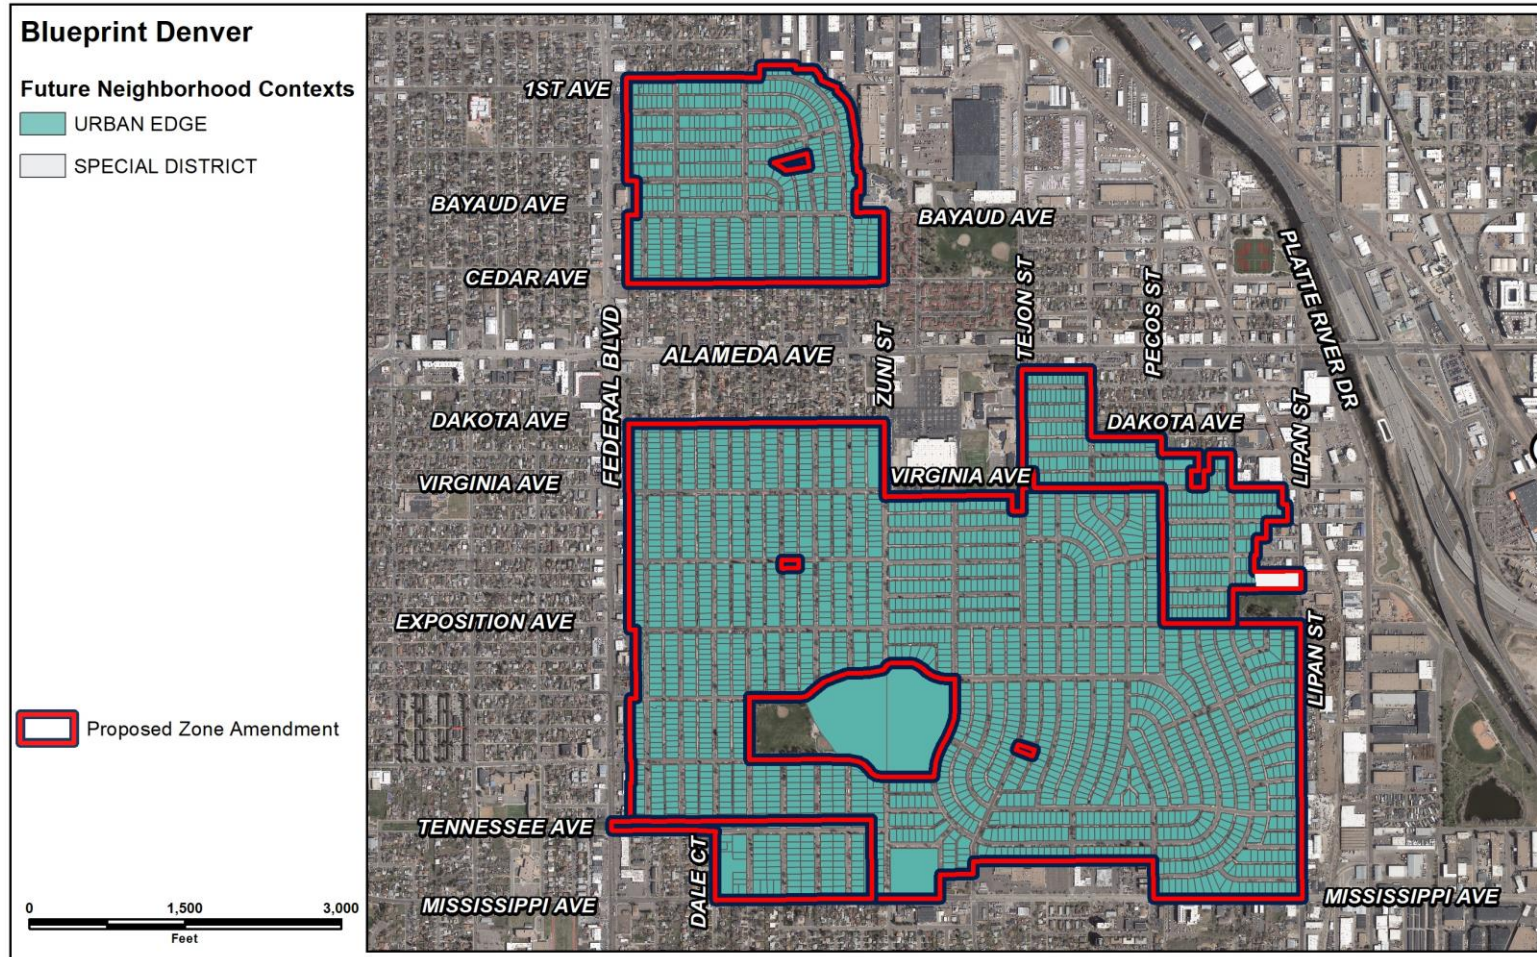 Blueprint Denver
Future Neighborhood Contexts
URBAN EDGE
SPECIAL DISTRICT
Proposed Zone Amendment
0 1,500 3,000
Feet
1ST AVE
BAYAUD AVE
BAYAUD AVE
CEDAR AVE
FEDERAL BLVD
ALAMEDA AVE
ZUNI ST
TEJON ST
PECOS ST
PLATTE RIVER DR
DAKOTA AVE
DAKOTA AVE
LIPAN ST
VIRGINIA AVE
VIRGINIA AVE
EXPOSITION AVE
LIPAN ST
TENNESSEE AVE
DALE CT
MISSISSIPPI AVE
MISSISSIPPI AVE